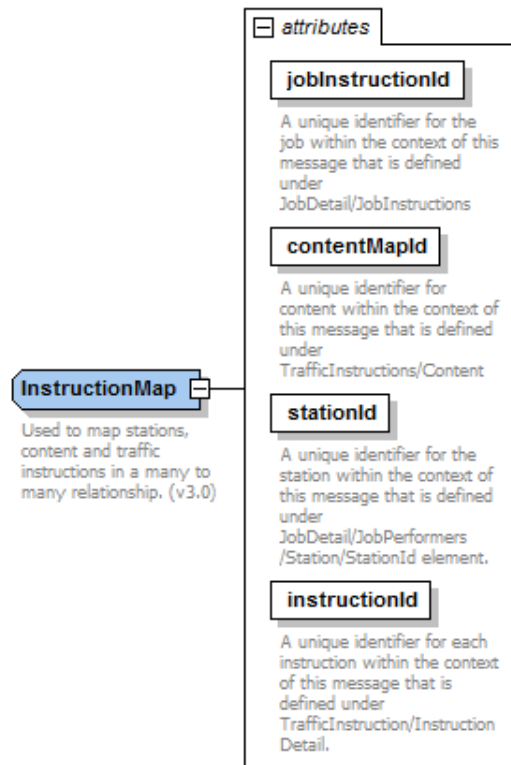 attributes
jobInstructionId
A unique identifier for the
job within the context of this
message that is defined
under
JobDetail/JobInstructions
contentMapId
A unique identifier for
content within the context of
this message that is defined
under
TrafficInstructions/Content
InstructionMap
Used to map stations,
content and traffic
instructions in a many to
many relationship. (v3.0)
stationId
A unique identifier for the
station within the context of
this message that is defined
under
JobDetail/JobPerformers
/Station/StationId element.
instructionId
A unique identifier for each
instruction within the context
of this message that is
defined under
TrafficInstruction/Instruction
Detail.